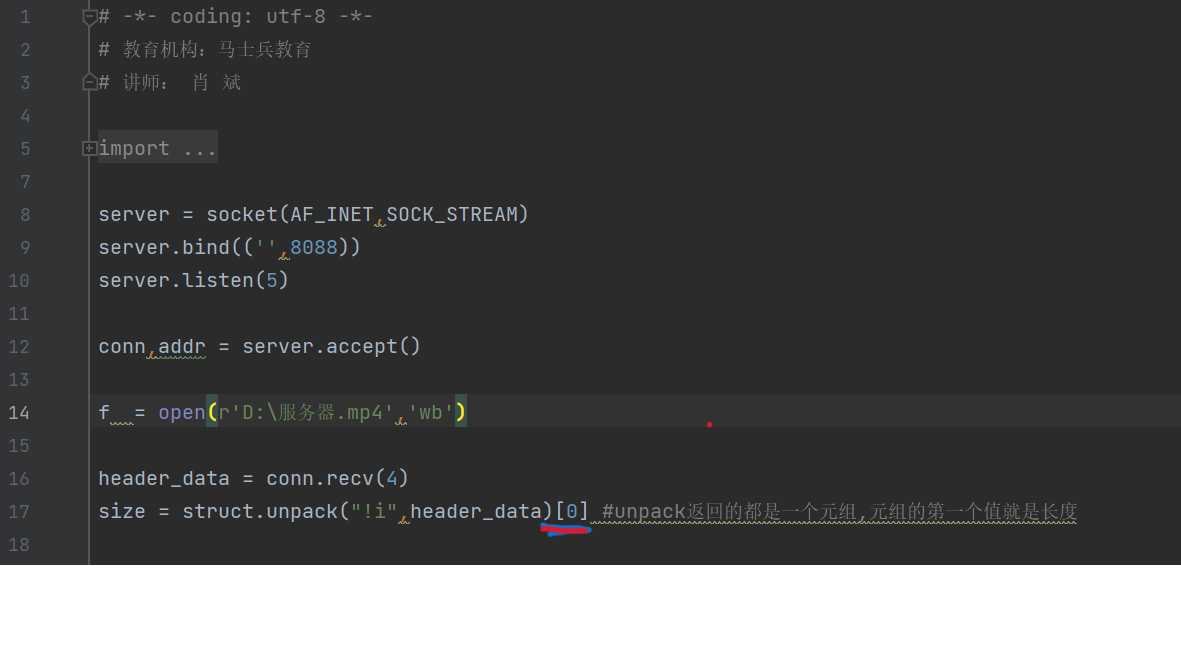 1 # -*- coding: utf-8 -*-
2 # 教育机构：马士兵教育
3 # 讲师： 肖 斌
4
5 import ...
7
8 server = socket(AF_INET,SOCK_STREAM)
9 server.bind(('',8088))
10 server.listen(5)
11
12 conn,addr = server.accept()
13
14 f  = open(r'D:\服务器.mp4','wb')
15
16 header_data = conn.recv(4)
17 size = struct.unpack("!i",header_data)[0] #unpack返回的都是一个元组,元组的第一个值就是长度
18